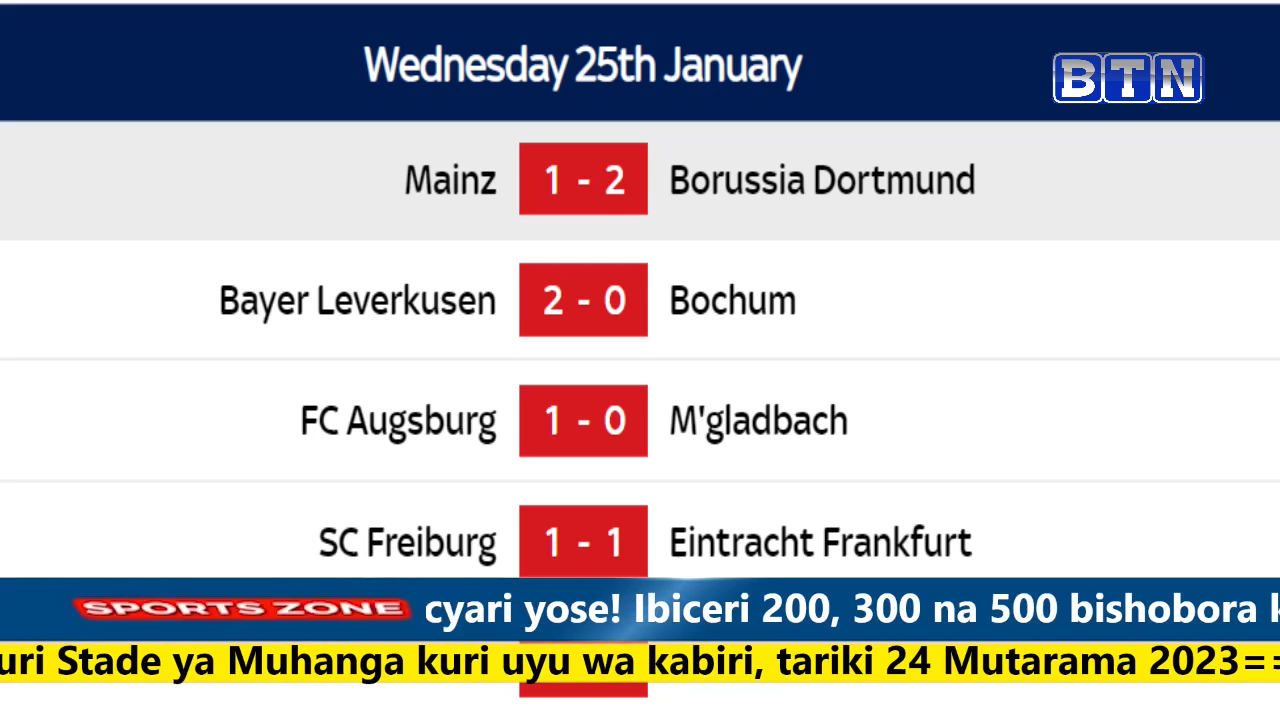 Wednesday 25th January
BTN
Mainz 1 - 2 Borussia Dortmund
Bayer Leverkusen 2 - 0 Bochum
FC Augsburg 1 - 0 M'gladbach
SC Freiburg 1 - 1 Eintracht Frankfurt
SPORTS ZONE cyari yose! Ibiceri 200, 300 na 500 bishobora
uri Stade ya Muhanga kuri uyu wa kabiri, tariki 24 Mutarama 2023==